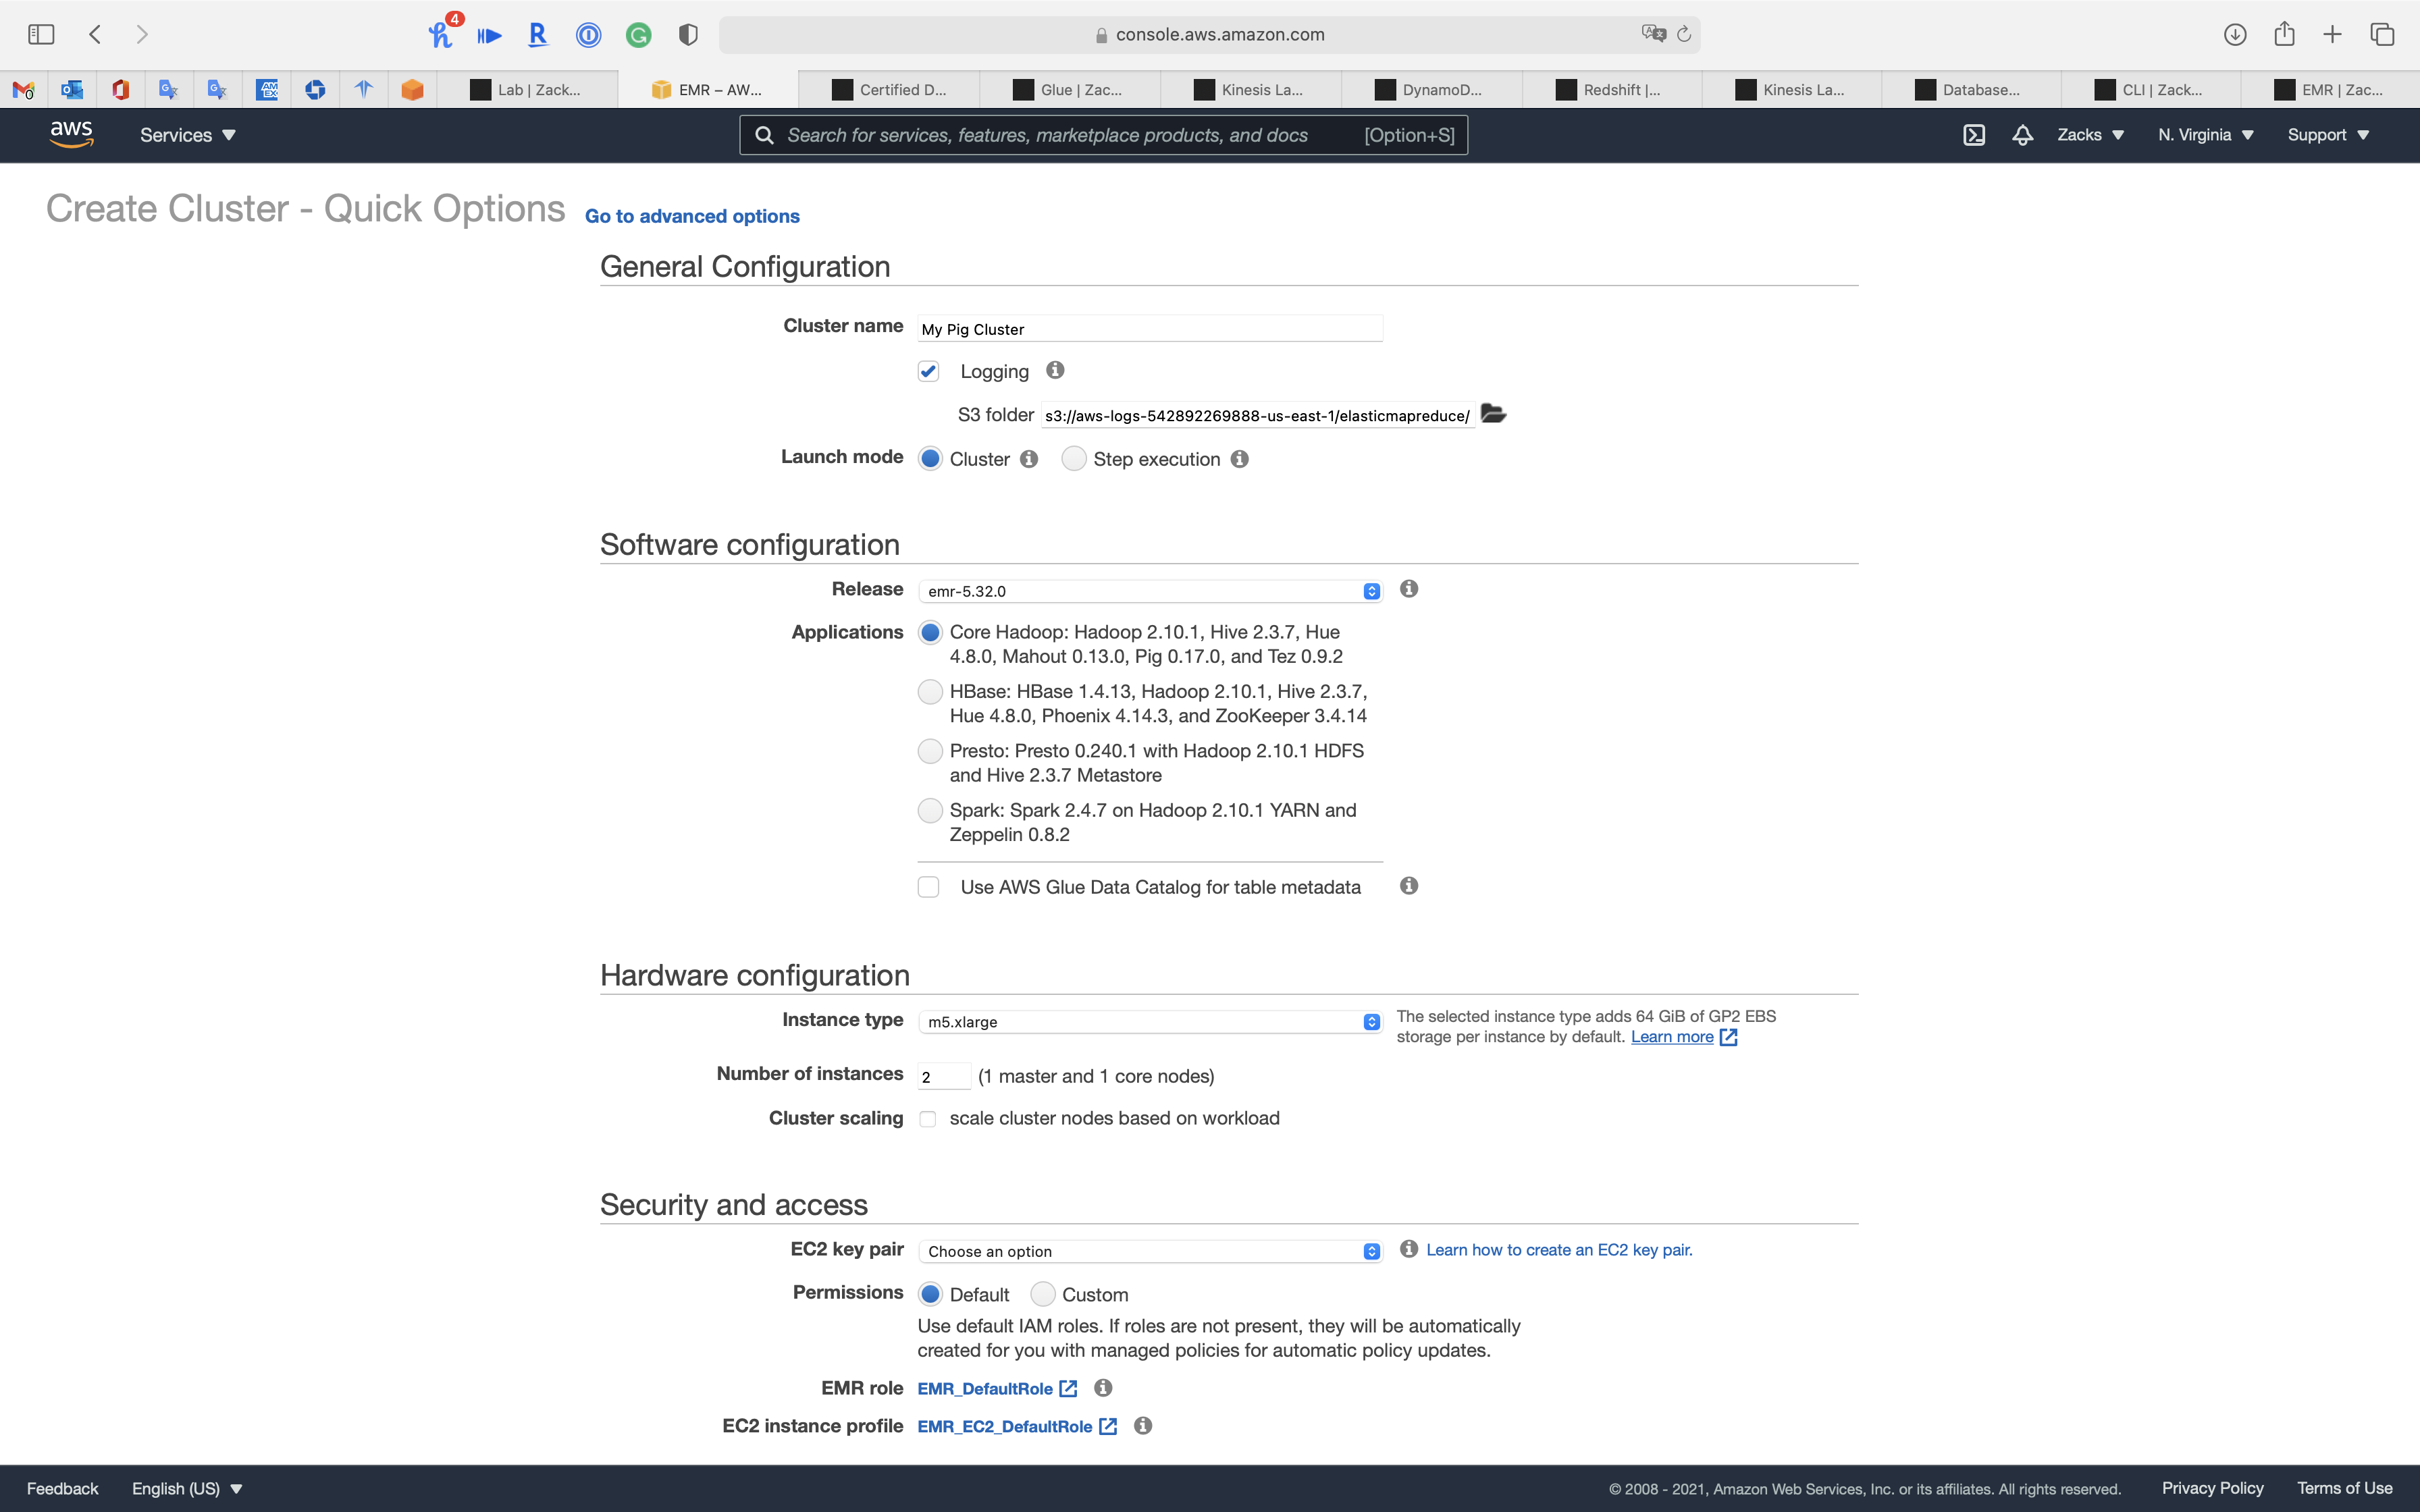 4
console.aws.amazon.com
Lab | Zack...
EMR – AW...
Certified D...
Glue | Zac...
Kinesis La...
DynamoD...
Redshift |...
Kinesis La...
Database...
CLI | Zack...
EMR | Zac...
aws
Services
Search for services, features, marketplace products, and docs [Option+S]
Zacks
N. Virginia
Support
Create Cluster - Quick Options Go to advanced options
General Configuration
Cluster name My Pig Cluster
Logging
S3 folder s3://aws-logs-542892269888-us-east-1/elasticmapreduce/
Launch mode Cluster Step execution
Software configuration
Release emr-5.32.0
Applications Core Hadoop: Hadoop 2.10.1, Hive 2.3.7, Hue
4.8.0, Mahout 0.13.0, Pig 0.17.0, and Tez 0.9.2
HBase: HBase 1.4.13, Hadoop 2.10.1, Hive 2.3.7,
Hue 4.8.0, Phoenix 4.14.3, and ZooKeeper 3.4.14
Presto: Presto 0.240.1 with Hadoop 2.10.1 HDFS
and Hive 2.3.7 Metastore
Spark: Spark 2.4.7 on Hadoop 2.10.1 YARN and
Zeppelin 0.8.2
Use AWS Glue Data Catalog for table metadata
Hardware configuration
Instance type m5.xlarge
The selected instance type adds 64 GiB of GP2 EBS
storage per instance by default. Learn more
Number of instances 2 (1 master and 1 core nodes)
Cluster scaling scale cluster nodes based on workload
Security and access
EC2 key pair Choose an option Learn how to create an EC2 key pair.
Permissions Default Custom
Use default IAM roles. If roles are not present, they will be automatically
created for you with managed policies for automatic policy updates.
EMR role EMR_DefaultRole
EC2 instance profile EMR_EC2_DefaultRole
Feedback English (US) © 2008 - 2021, Amazon Web Services, Inc. or its affiliates. All rights reserved. Privacy Policy Terms of Use